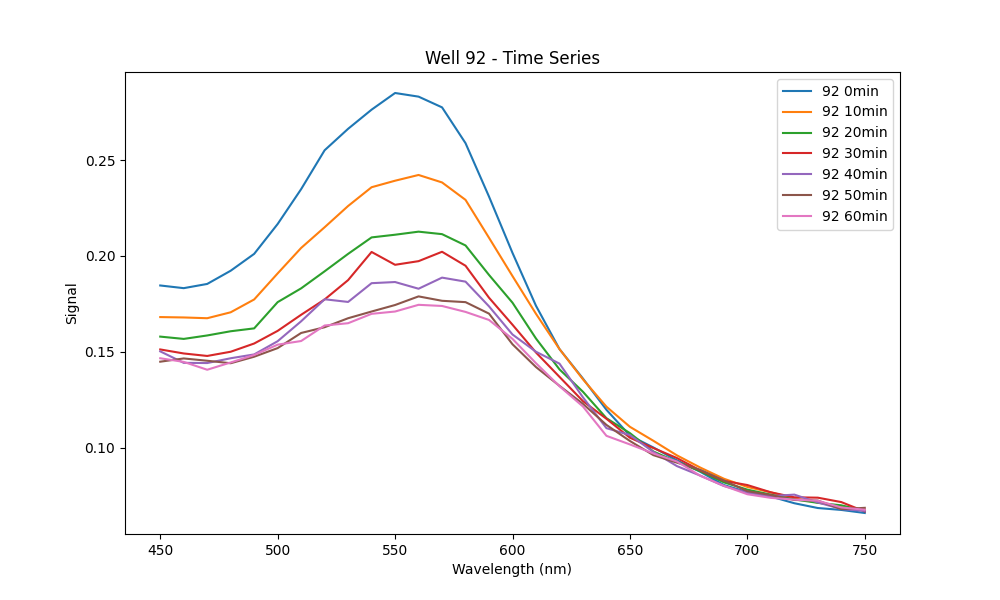 Well 92 - Time Series
92 0min
92 10min
92 20min
92 30min
92 40min
92 50min
92 60min
Signal
0.25
0.20
0.15
0.10
450 500 550 600 650 700 750
Wavelength (nm)